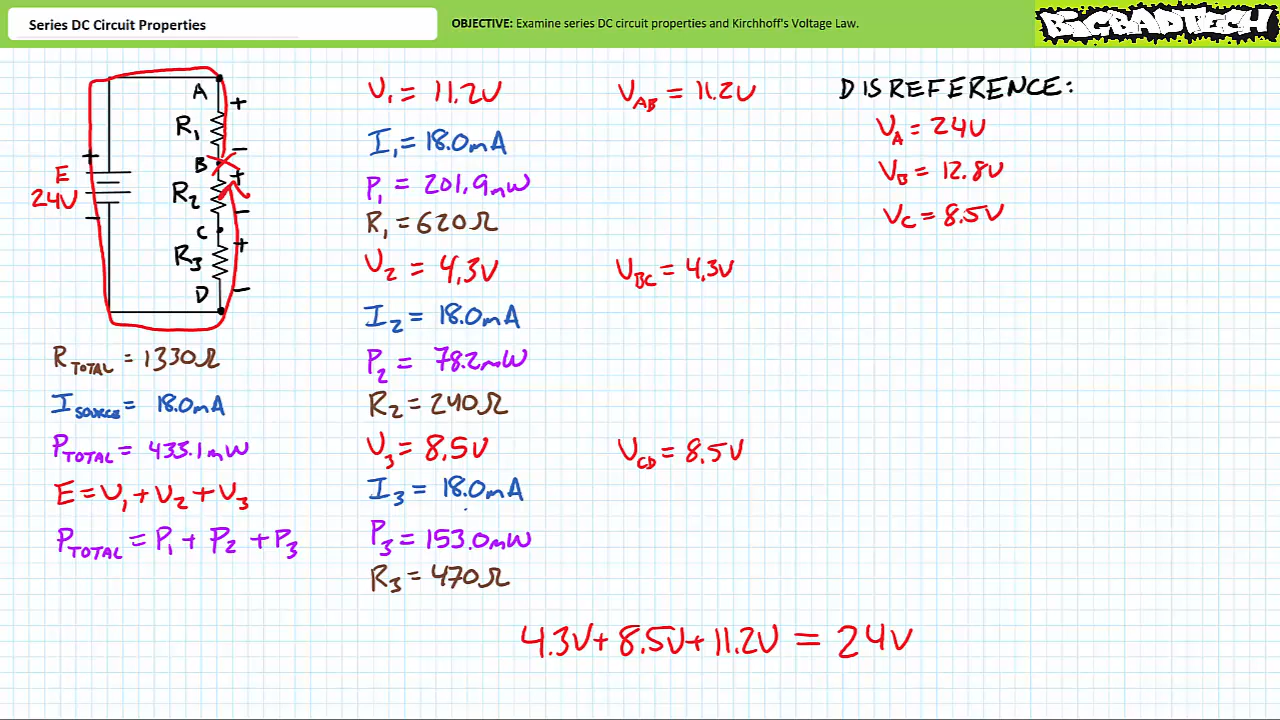 Series DC Circuit Properties
OBJECTIVE: Examine series DC circuit properties and Kirchhoff's Voltage Law.
BIGBADTECH
A
+
R1
-
B
+
E
24V
+
-
R2
-
C
+
R3
D
-
RTOTAL = 1330Ω
ISOURCE = 18.0mA
PTOTAL = 433.1mW
E = V1 + V2 + V3
PTOTAL = P1 + P2 + P3
V1 = 11.2V
I1 = 18.0mA
P1 = 201.9mW
R1 = 620Ω
V2 = 4.3V
I2 = 18.0mA
P2 = 78.2mW
R2 = 240Ω
V3 = 8.5V
I3 = 18.0mA
P3 = 153.0mW
R3 = 470Ω
VAB = 11.2V
VBC = 4.3V
VCD = 8.5V
D IS REFERENCE:
VA = 24V
VB = 12.8V
VC = 8.5V
4.3V + 8.5V + 11.2V = 24V